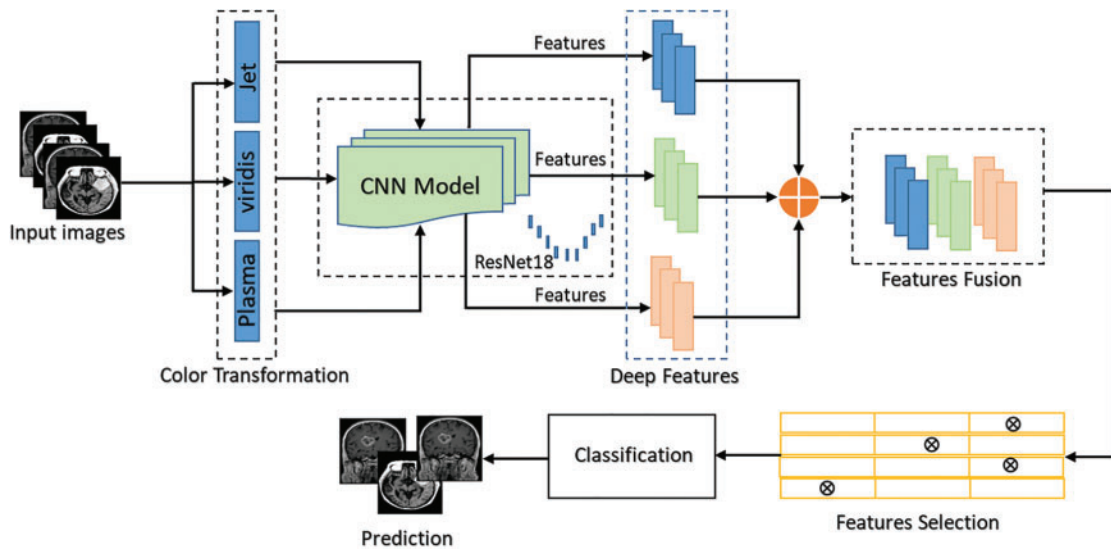 Input images
Jet
viridis
Plasma
Color Transformation
CNN Model
ResNet18
Features
Features
Features
Deep Features
Features Fusion
Features Selection
Classification
Prediction